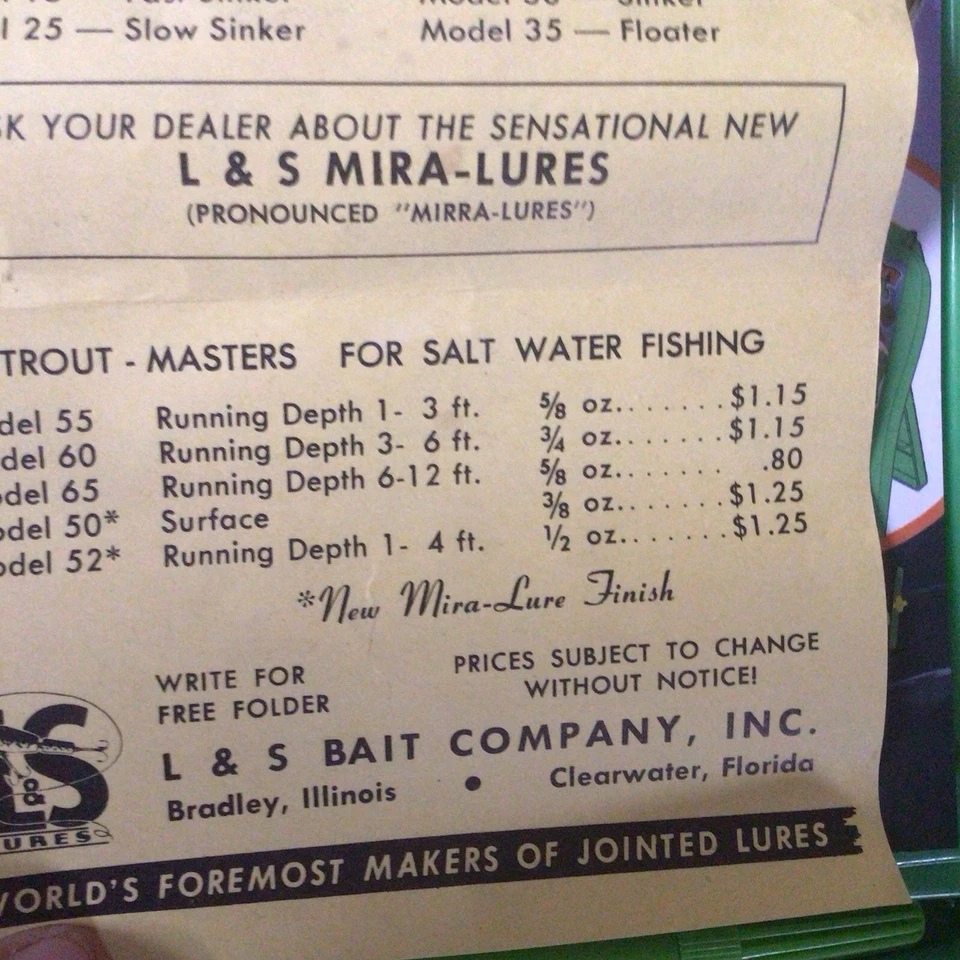 l 25 — Slow Sinker Model 35 — Floater
SK YOUR DEALER ABOUT THE SENSATIONAL NEW
L & S MIRA-LURES
(PRONOUNCED "MIRRA-LURES")
TROUT - MASTERS FOR SALT WATER FISHING
del 55 Running Depth 1- 3 ft. 5/8 oz........$1.15
del 60 Running Depth 3- 6 ft. 3/4 oz........$1.15
odel 65 Running Depth 6-12 ft. 5/8 oz....... .80
odel 50* Surface 3/8 oz........$1.25
odel 52* Running Depth 1- 4 ft. 1/2 oz........$1.25
*New Mira-Lure Finish
WRITE FOR
FREE FOLDER
PRICES SUBJECT TO CHANGE
WITHOUT NOTICE!
L&S
URES
L & S BAIT COMPANY, INC.
Bradley, Illinois • Clearwater, Florida
WORLD'S FOREMOST MAKERS OF JOINTED LURES